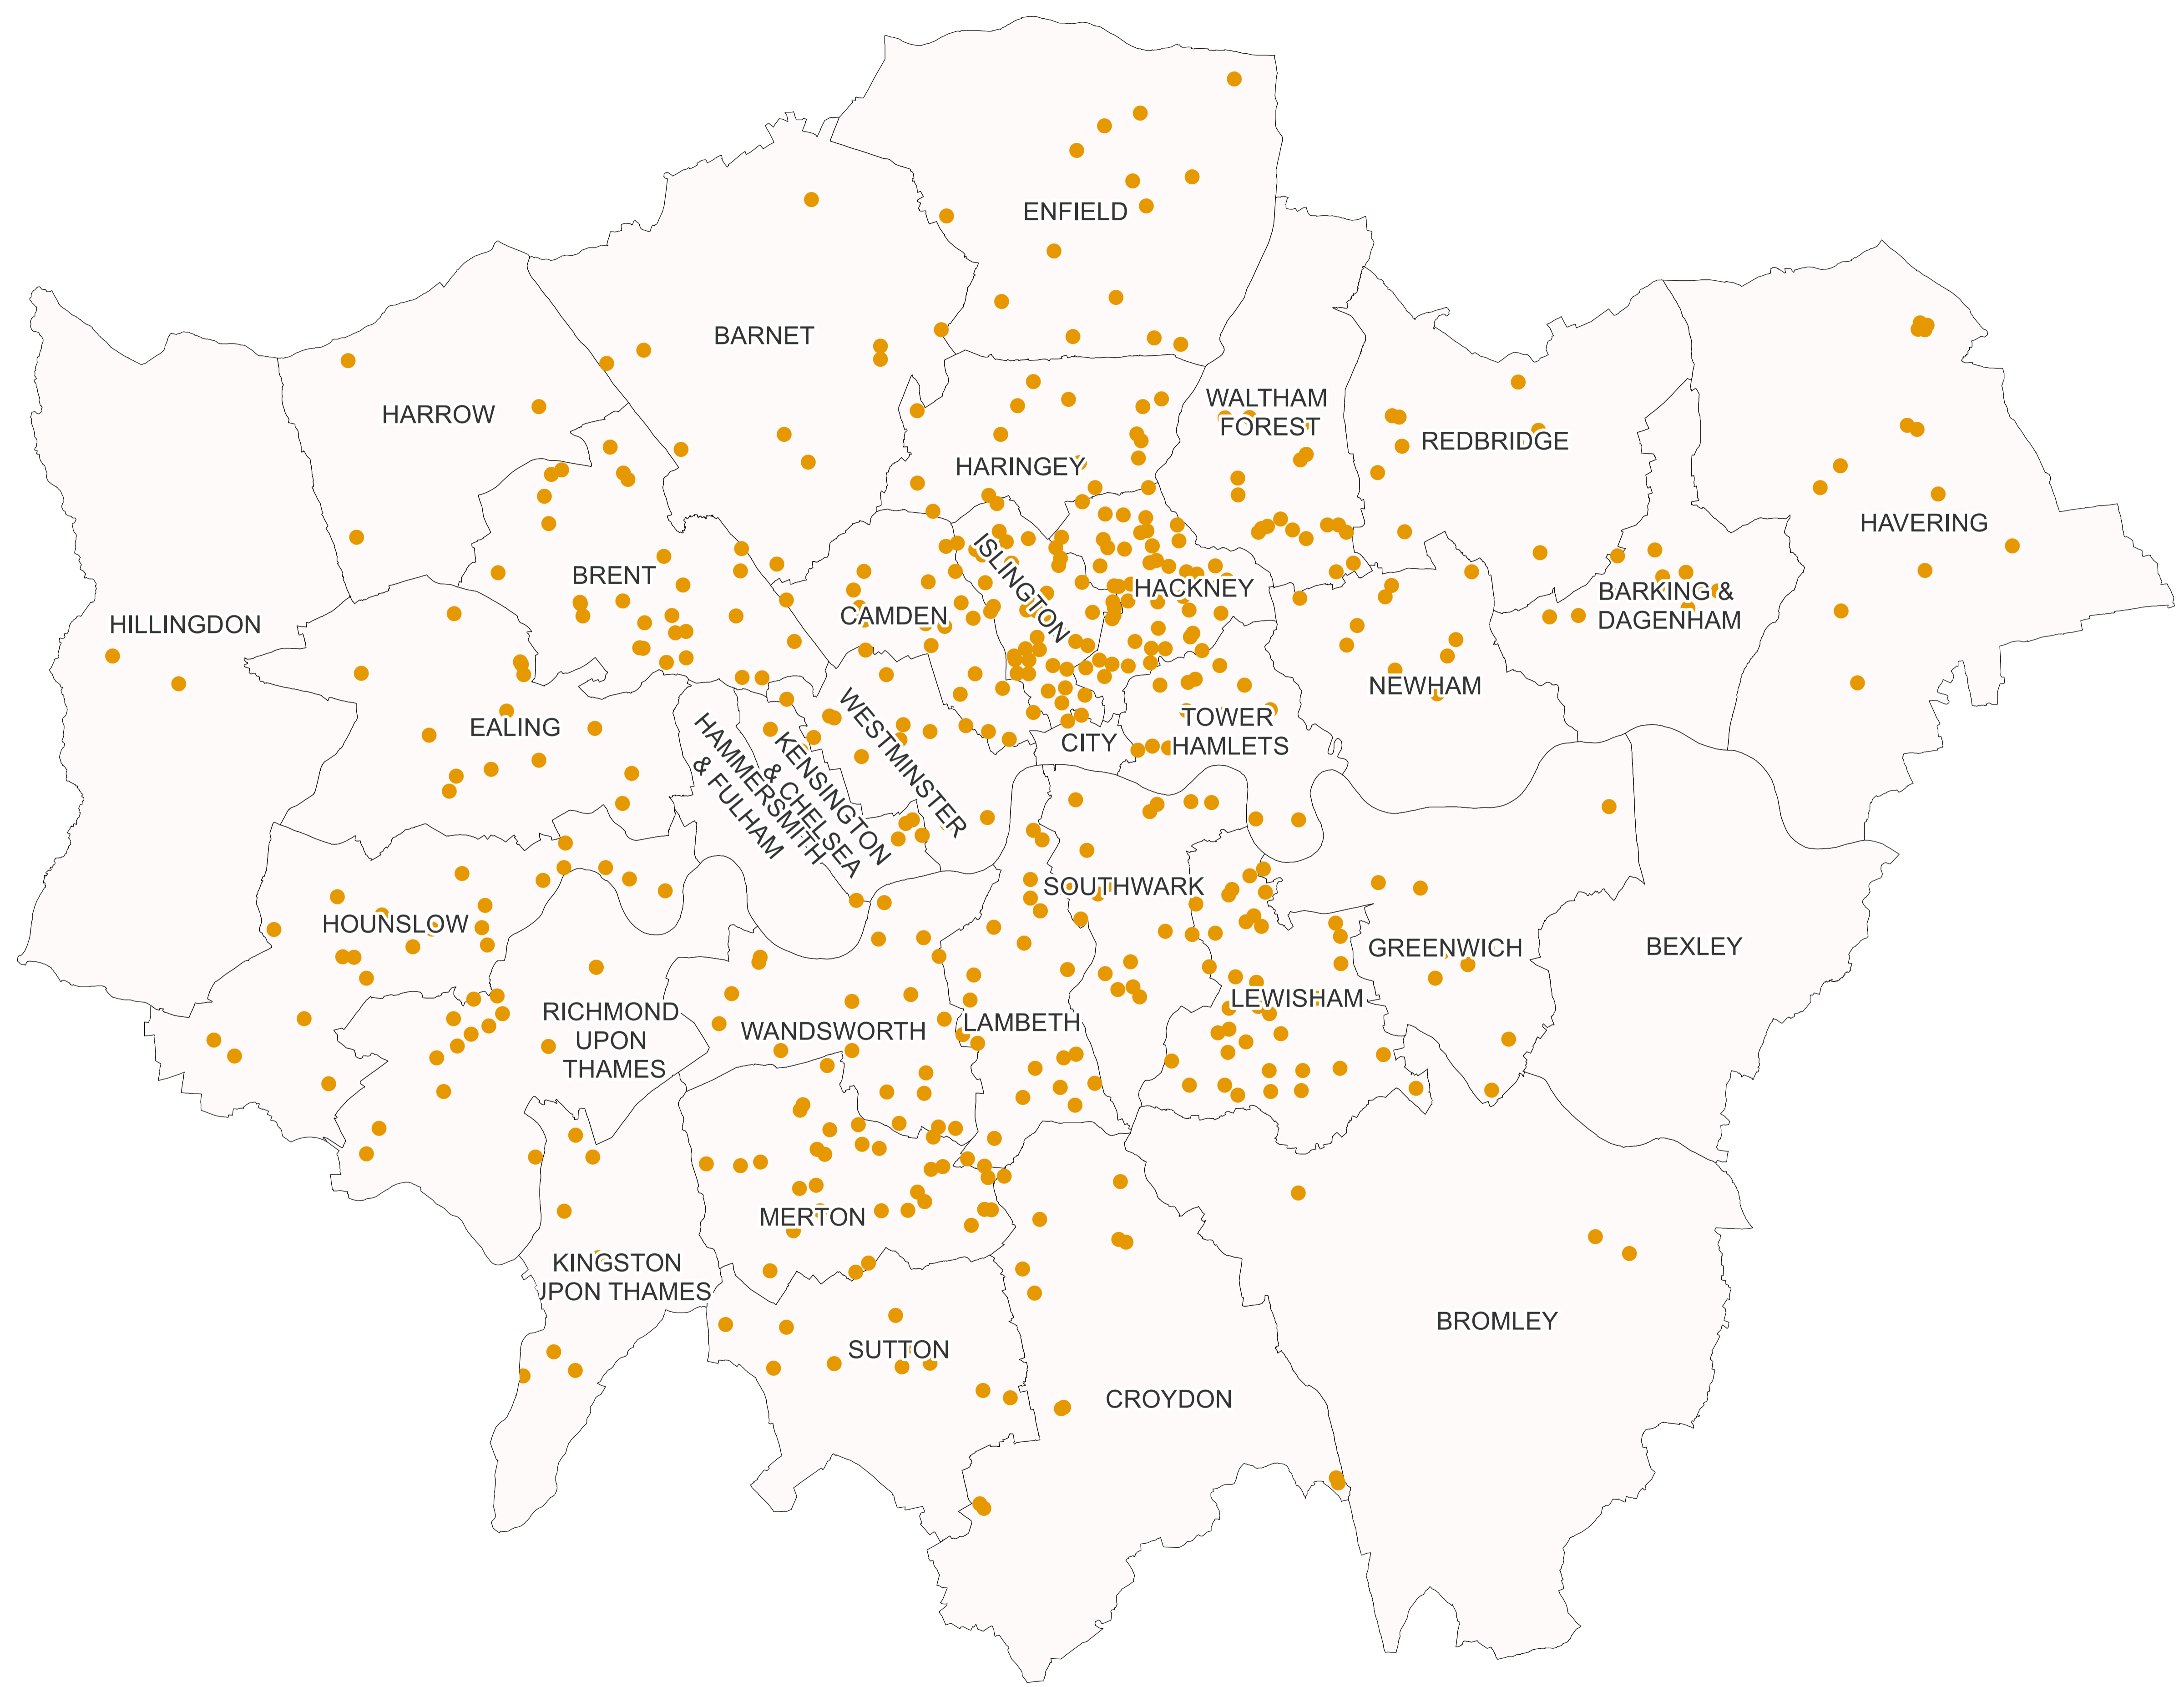 ENFIELD
BARNET
HARROW
WALTHAM
FOREST
REDBRIDGE
HARINGEY
HAVERING
ISLINGTON
BRENT
HACKNEY
BARKING &
DAGENHAM
CAMDEN
HILLINGDON
NEWHAM
WESTMINSTER
TOWER
HAMLETS
EALING
CITY
KENSINGTON
& CHELSEA
HAMMERSMITH
& FULHAM
SOUTHWARK
HOUNSLOW
GREENWICH
BEXLEY
LEWISHAM
RICHMOND
UPON
THAMES
WANDSWORTH
LAMBETH
MERTON
KINGSTON
UPON THAMES
BROMLEY
SUTTON
CROYDON